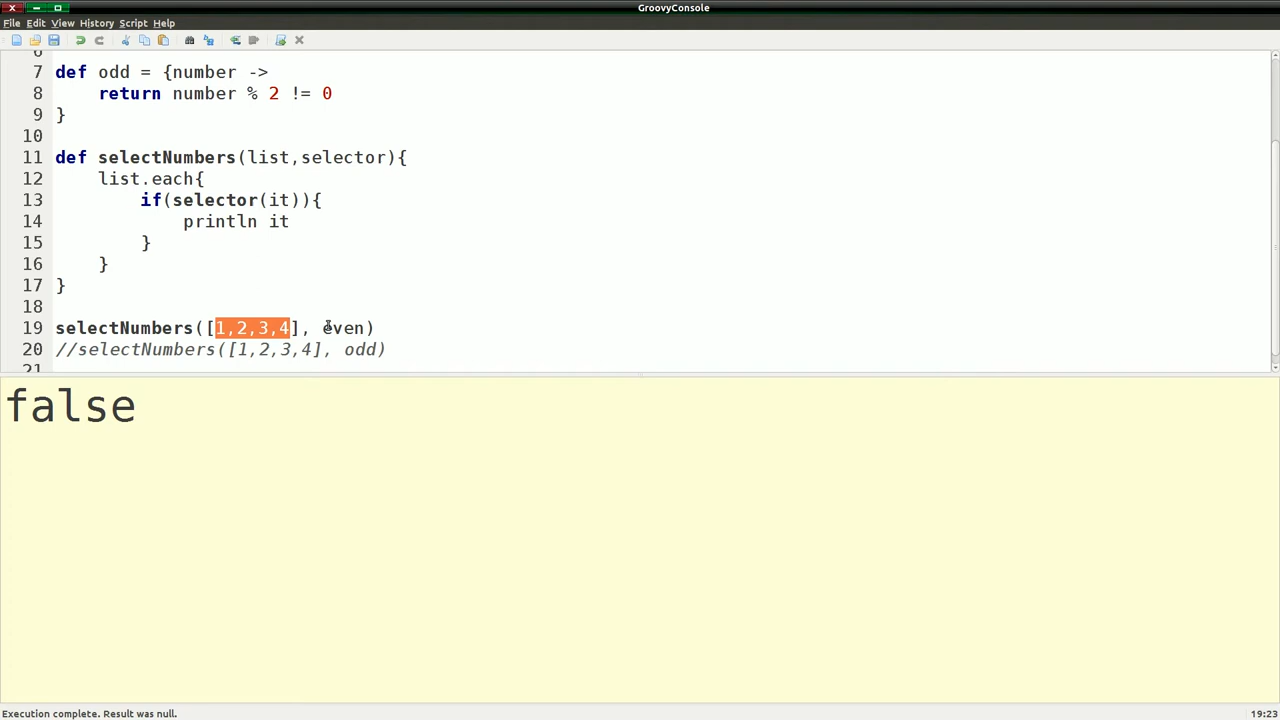 GroovyConsole
File Edit View History Script Help
6
7 def odd = {number ->
8     return number % 2 != 0
9 }
10
11 def selectNumbers(list,selector){
12     list.each{
13         if(selector(it)){
14             println it
15         }
16     }
17 }
18
19 selectNumbers([1,2,3,4], even)
20 //selectNumbers([1,2,3,4], odd)
21
false
Execution complete. Result was null.
19:23